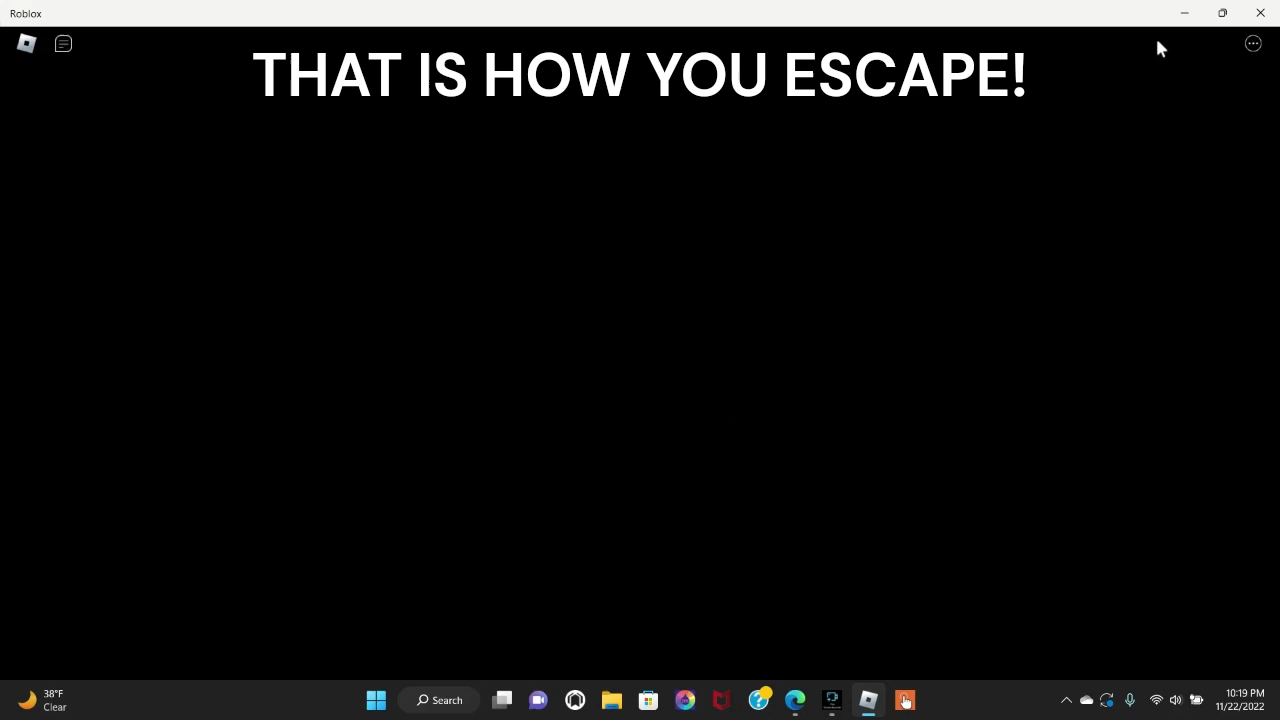 Roblox
THAT IS HOW YOU ESCAPE!
38°F
Clear
Search
10:19 PM
11/22/2022